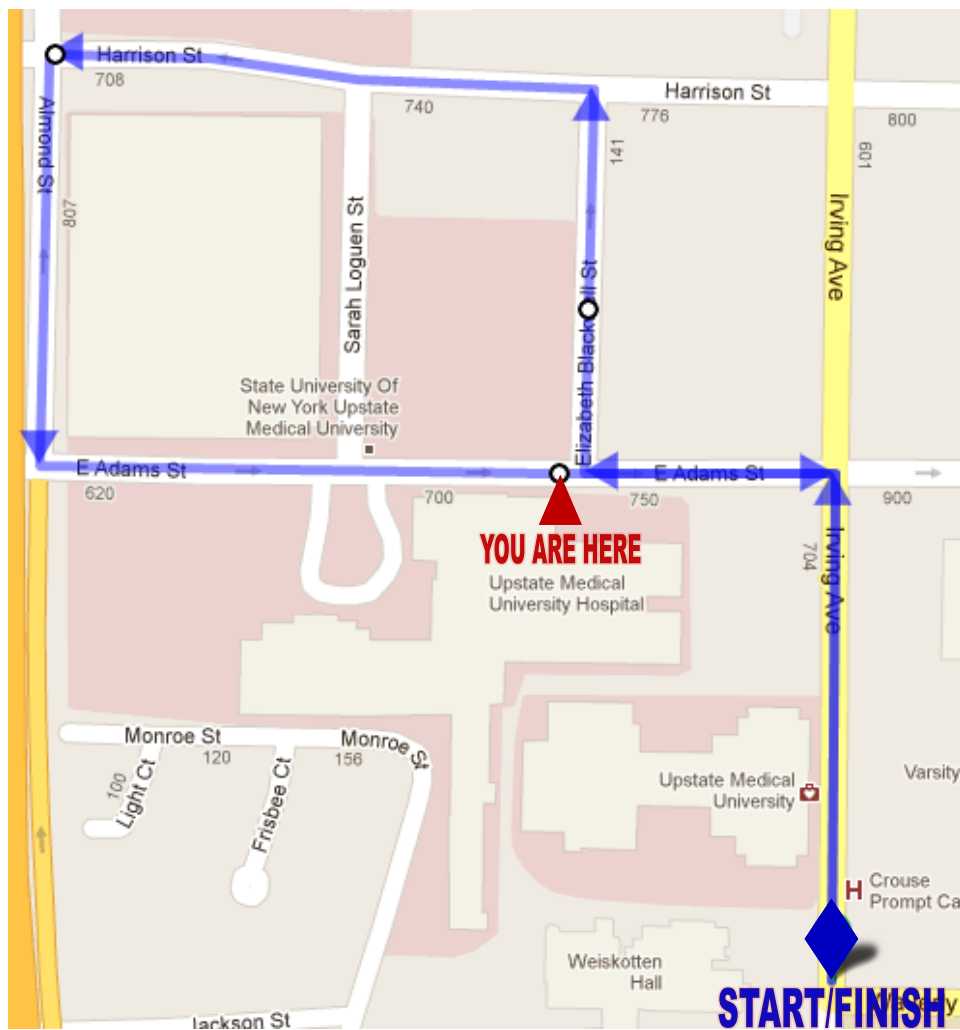 Harrison St
708
Harrison St
740
776
800
Almond St
807
141
601
Irving Ave
Sarah Loguen St
State University Of
New York Upstate
Medical University
E Adams St
E Adams St
620
700
750
900
YOU ARE HERE
704
Irving Ave
Upstate Medical
University Hospital
Monroe St
Monroe St
120
156
100
Light Ct
Frisbee Ct
Upstate Medical
University
Varsity
H
Crouse
Prompt Ca
Weiskotten
Hall
START/FINISH
Jackson St